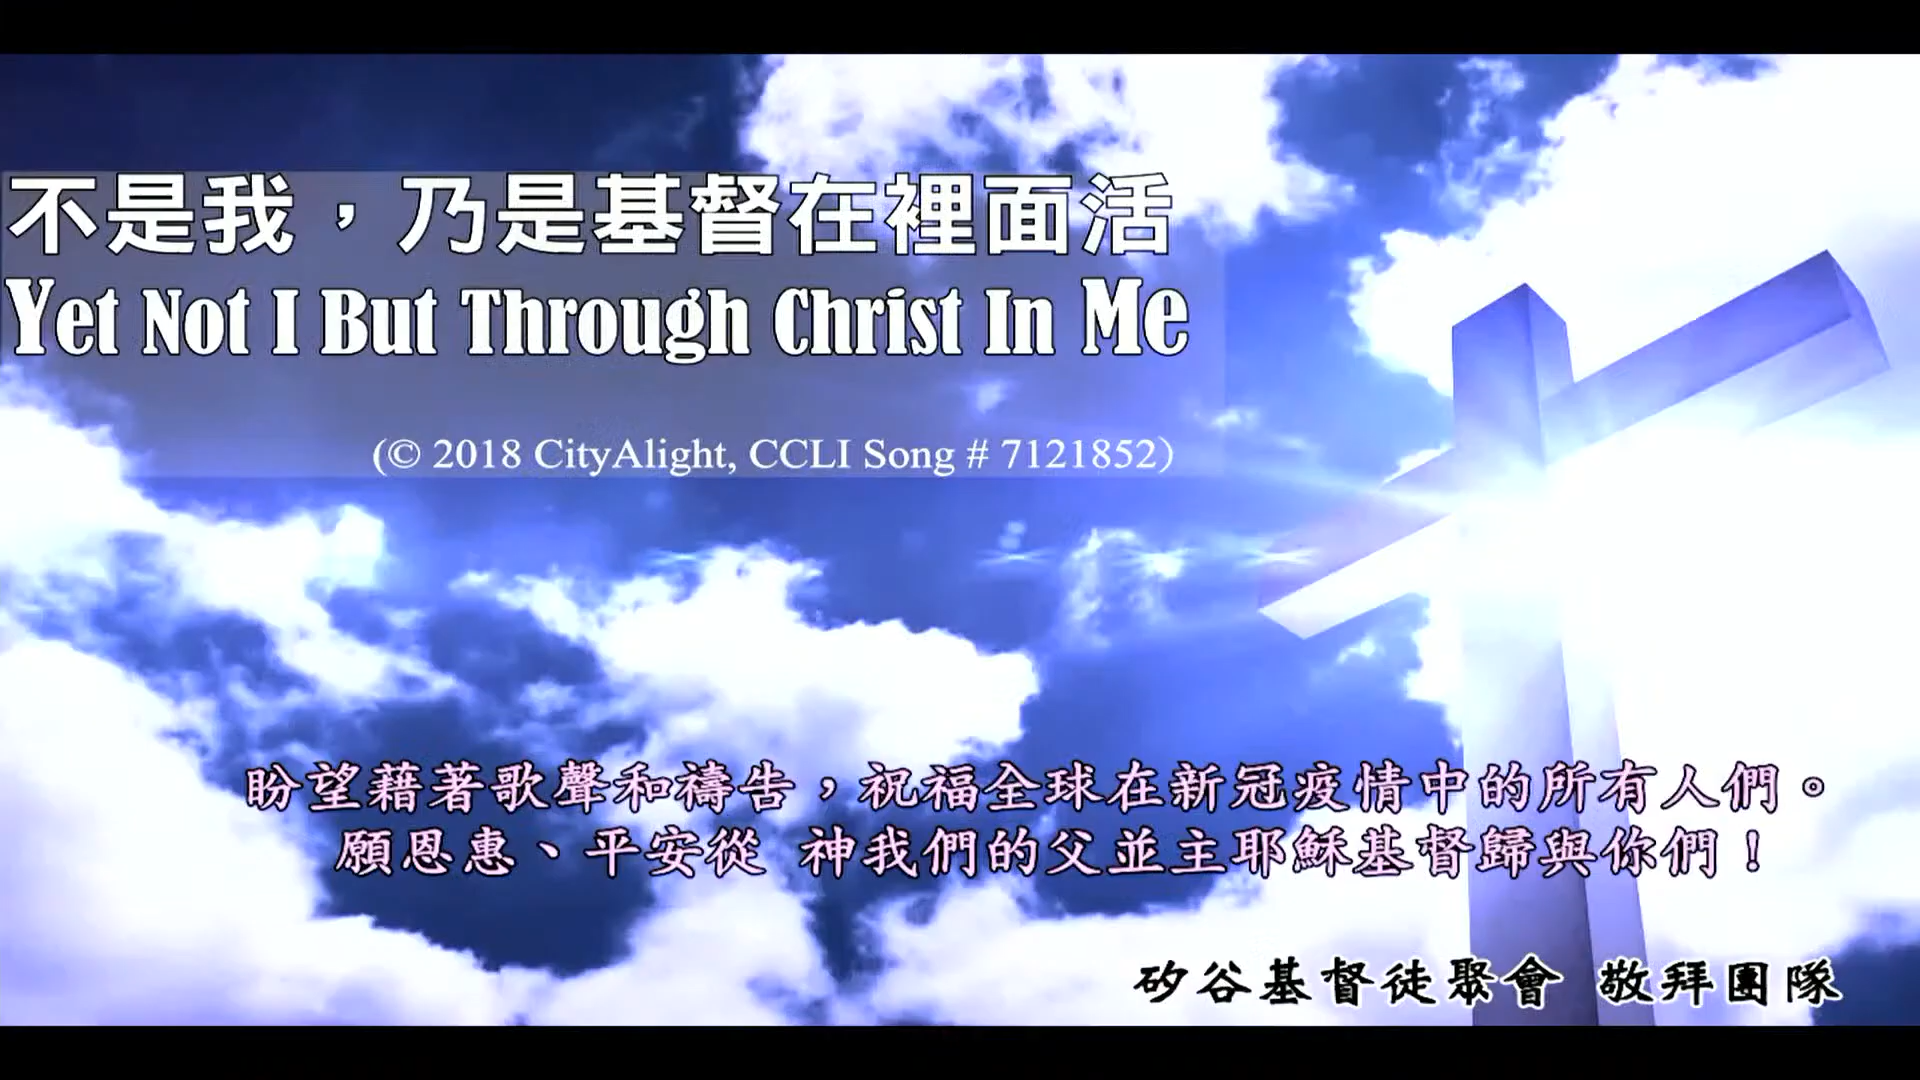 不是我，乃是基督在裡面活
Yet Not I But Through Christ In Me
(© 2018 CityAlight, CCLI Song # 7121852)
盼望藉著歌聲和禱告，祝福全球在新冠疫情中的所有人們。
願恩惠、平安從 神我們的父並主耶穌基督歸與你們！
矽谷基督徒聚會 敬拜團隊